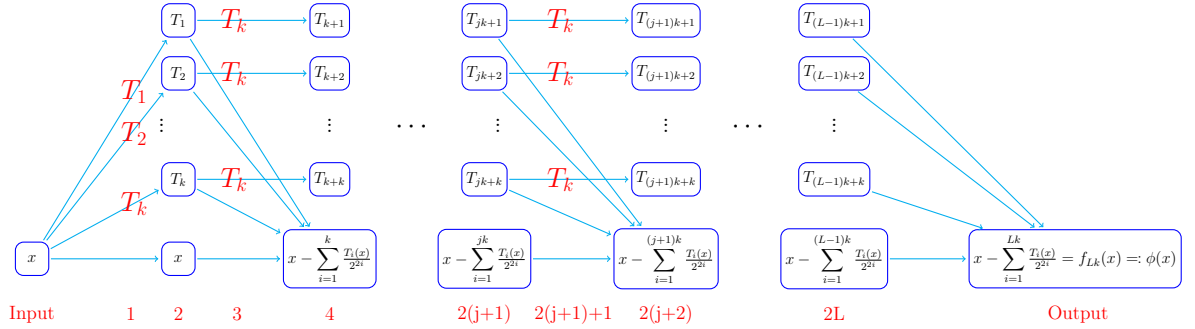 T_1 T_k T_{k+1} T_{jk+1} T_k T_{(j+1)k+1} T_{(L−1)k+1}
T_2 T_k T_{k+2} T_{jk+2} T_k T_{(j+1)k+2} T_{(L−1)k+2}
T_1
T_2 ⋮ ⋮ ⋯ ⋮ ⋮ ⋯ ⋮
T_k T_k T_{k+k} T_{jk+k} T_k T_{(j+1)k+k} T_{(L−1)k+k}
T_k
x x x − \sum_{i=1}^{k} \frac{T_i(x)}{2^{2i}} x − \sum_{i=1}^{jk} \frac{T_i(x)}{2^{2i}} x − \sum_{i=1}^{(j+1)k} \frac{T_i(x)}{2^{2i}} x − \sum_{i=1}^{(L−1)k} \frac{T_i(x)}{2^{2i}} x − \sum_{i=1}^{Lk} \frac{T_i(x)}{2^{2i}} = f_{Lk}(x) =: ϕ(x)
Input 1 2 3 4 2(j+1) 2(j+1)+1 2(j+2) 2L Output